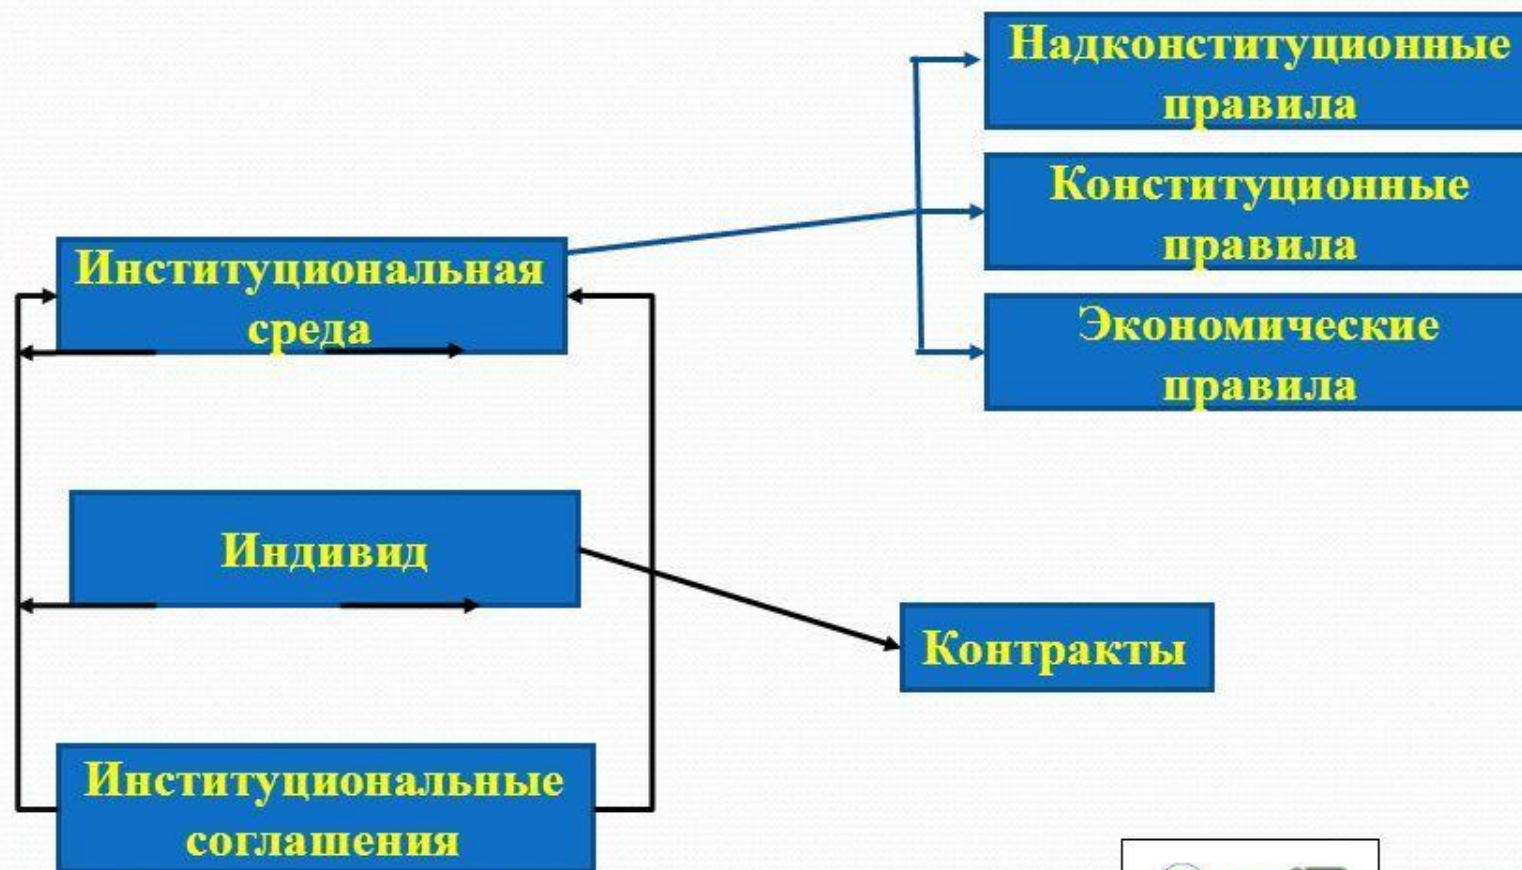 Надконституционные
правила
Конституционные
правила
Институциональная
среда
Экономические
правила
Индивид
Контракты
Институциональные
соглашения